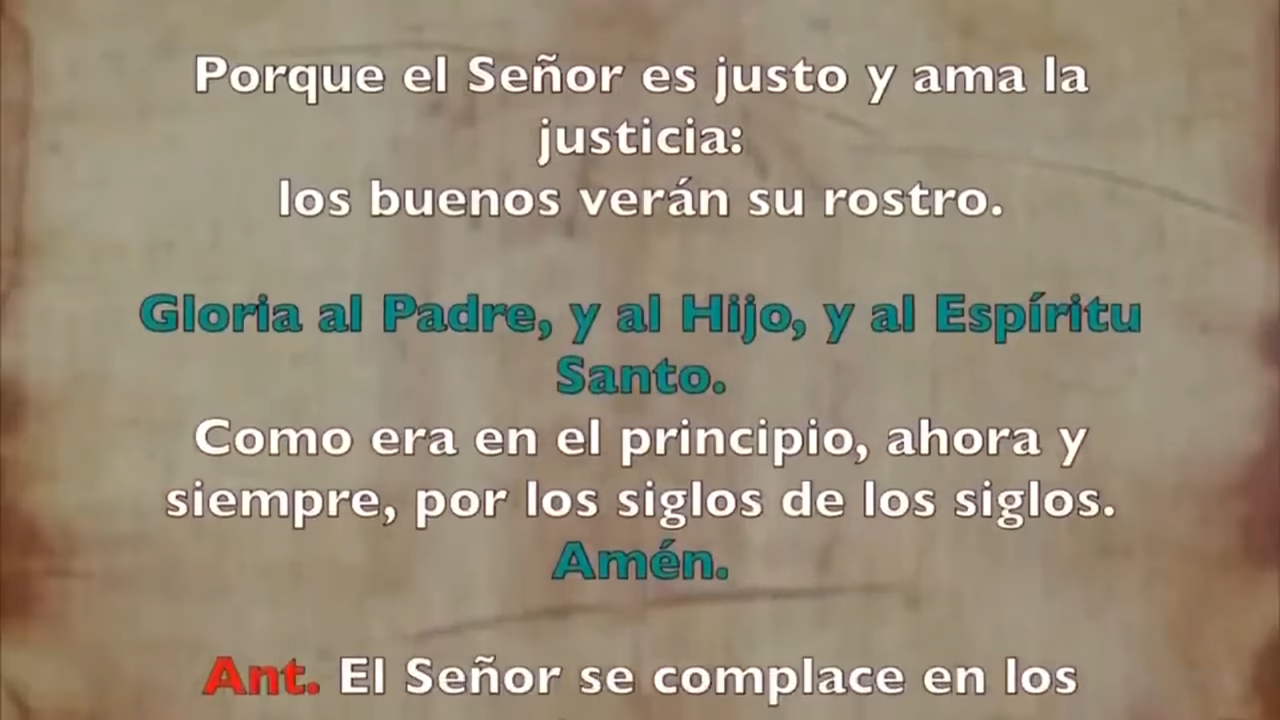 Porque el Señor es justo y ama la
justicia:
los buenos verán su rostro.
Gloria al Padre, y al Hijo, y al Espíritu
Santo.
Como era en el principio, ahora y
siempre, por los siglos de los siglos.
Amén.
Ant. El Señor se complace en los